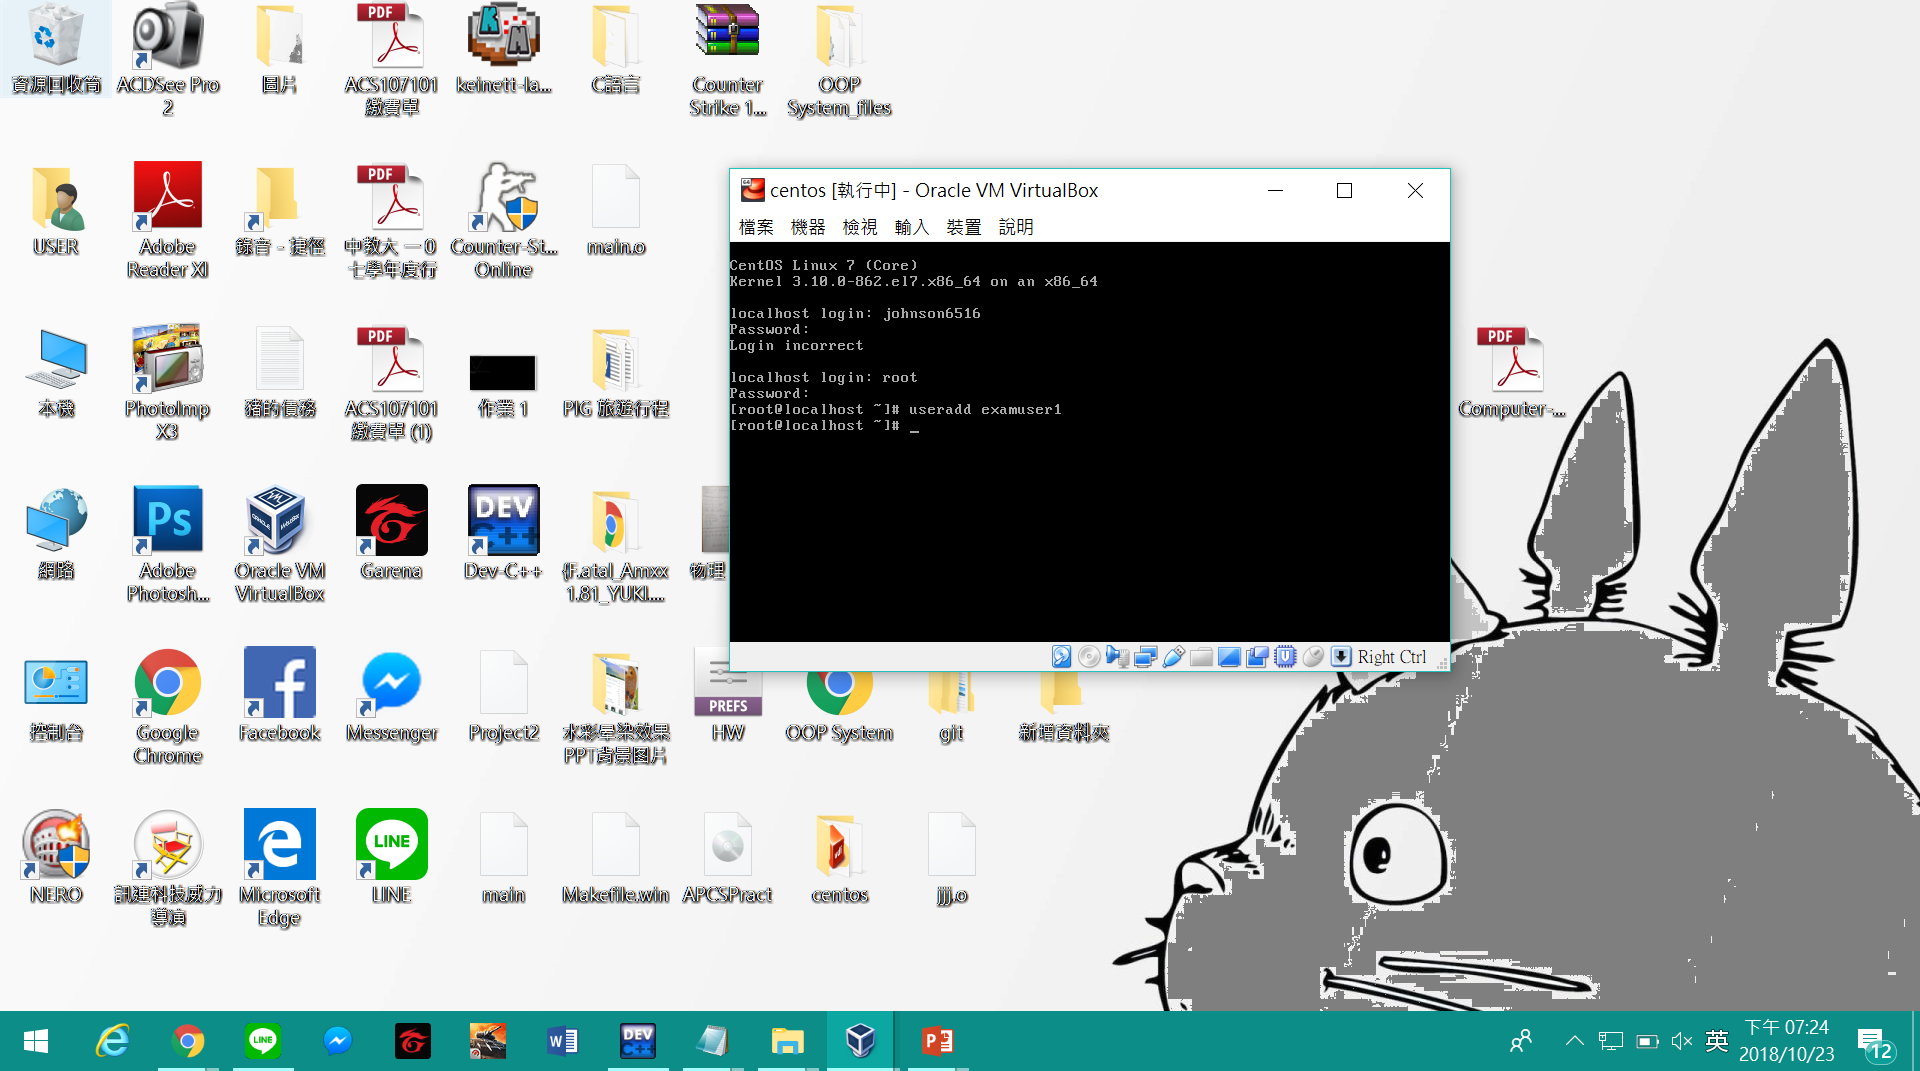 資源回收筒
ACDSee Pro
2
圖片
PDF
ACS107101
繳費單
keinett-la...
C語言
Counter
Strike 1...
OOP
System_files
USER
Adobe
Reader XI
錄音 - 捷徑
PDF
中教大 一０
七學年度行
Counter-St...
Online
main.o
本機
PhotoImp
X3
豬的債務
PDF
ACS107101
繳費單 (1)
作業 1
PIG 旅遊行程
PDF
Computer-...
centos [執行中] - Oracle VM VirtualBox
檔案 機器 檢視 輸入 裝置 說明
CentOS Linux 7 (Core)
Kernel 3.10.0-862.el7.x86_64 on an x86_64
localhost login: johnson6516
Password:
Login incorrect
localhost login: root
Password:
[root@localhost ~]# useradd examuser1
[root@localhost ~]# _
Right Ctrl
網路
Ps
Adobe
Photosh...
Oracle VM
VirtualBox
Garena
DEV
C++
Dev-C++
{F.atal_Amxx
1.81_YUKI....
物理
控制台
Google
Chrome
Facebook
Messenger
Project2
水彩晕染效果
PPT背景图片
PREFS
HW
OOP System
git
新增資料夾
NERO
訊連科技威力
導演
Microsoft
Edge
LINE
LINE
main
Makefile.win
APCSPract
centos
jjj.o
LINE
DEV
C++
英
下午 07:24
2018/10/23
12